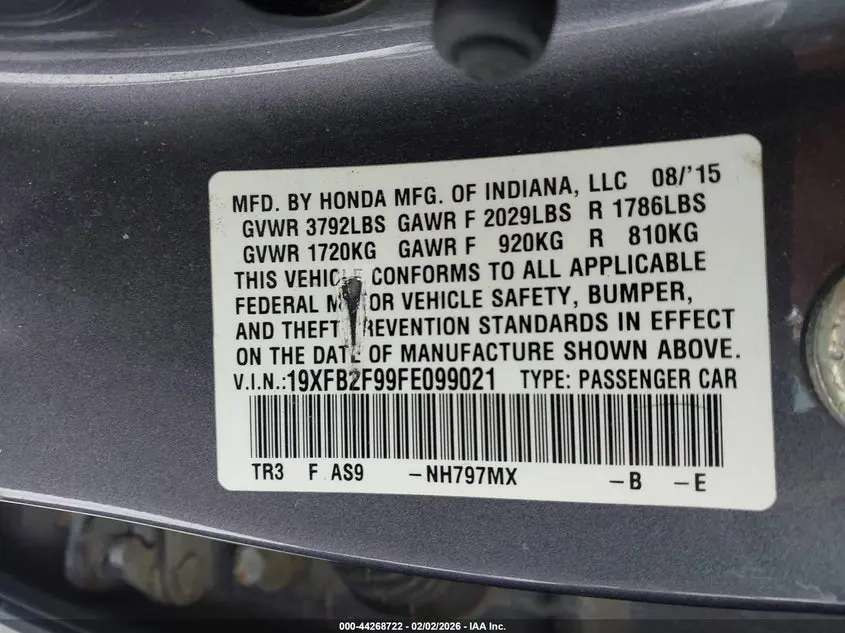 MFD. BY HONDA MFG. OF INDIANA, LLC 08/'15
GVWR 3792LBS GAWR F 2029LBS R 1786LBS
GVWR 1720KG GAWR F 920KG R 810KG
THIS VEHICLE CONFORMS TO ALL APPLICABLE
FEDERAL MOTOR VEHICLE SAFETY, BUMPER,
AND THEFT PREVENTION STANDARDS IN EFFECT
ON THE DATE OF MANUFACTURE SHOWN ABOVE.
V.I.N.:19XFB2F99FE099021 TYPE: PASSENGER CAR
TR3 F AS9 -NH797MX -B -E
000-44268722 - 02/02/2026 - IAA Inc.